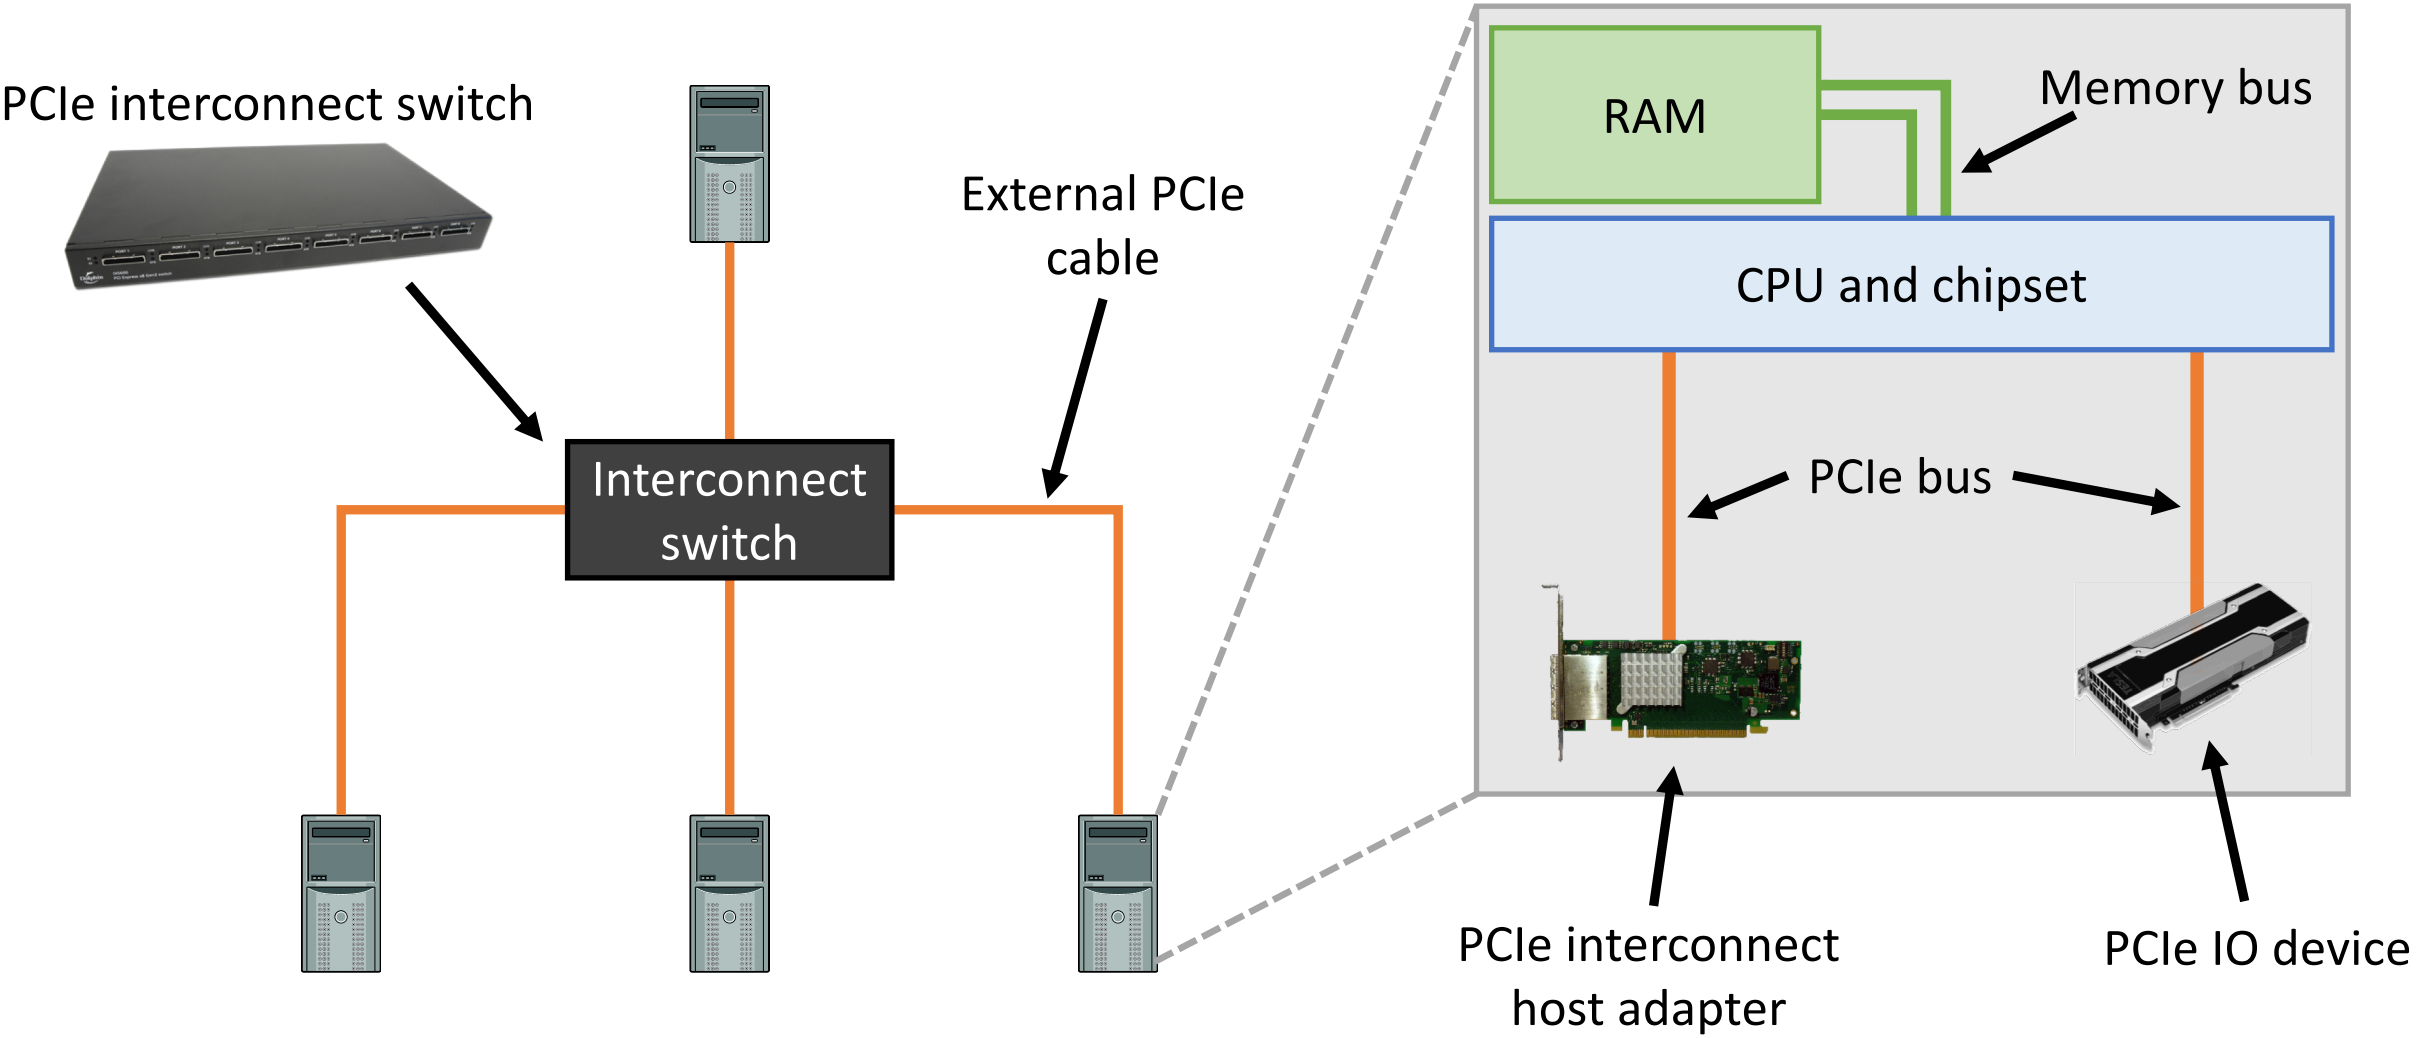 PCIe interconnect switch
External PCIe
cable
Interconnect
switch
RAM
Memory bus
CPU and chipset
PCIe bus
PCIe interconnect
host adapter
PCIe IO device